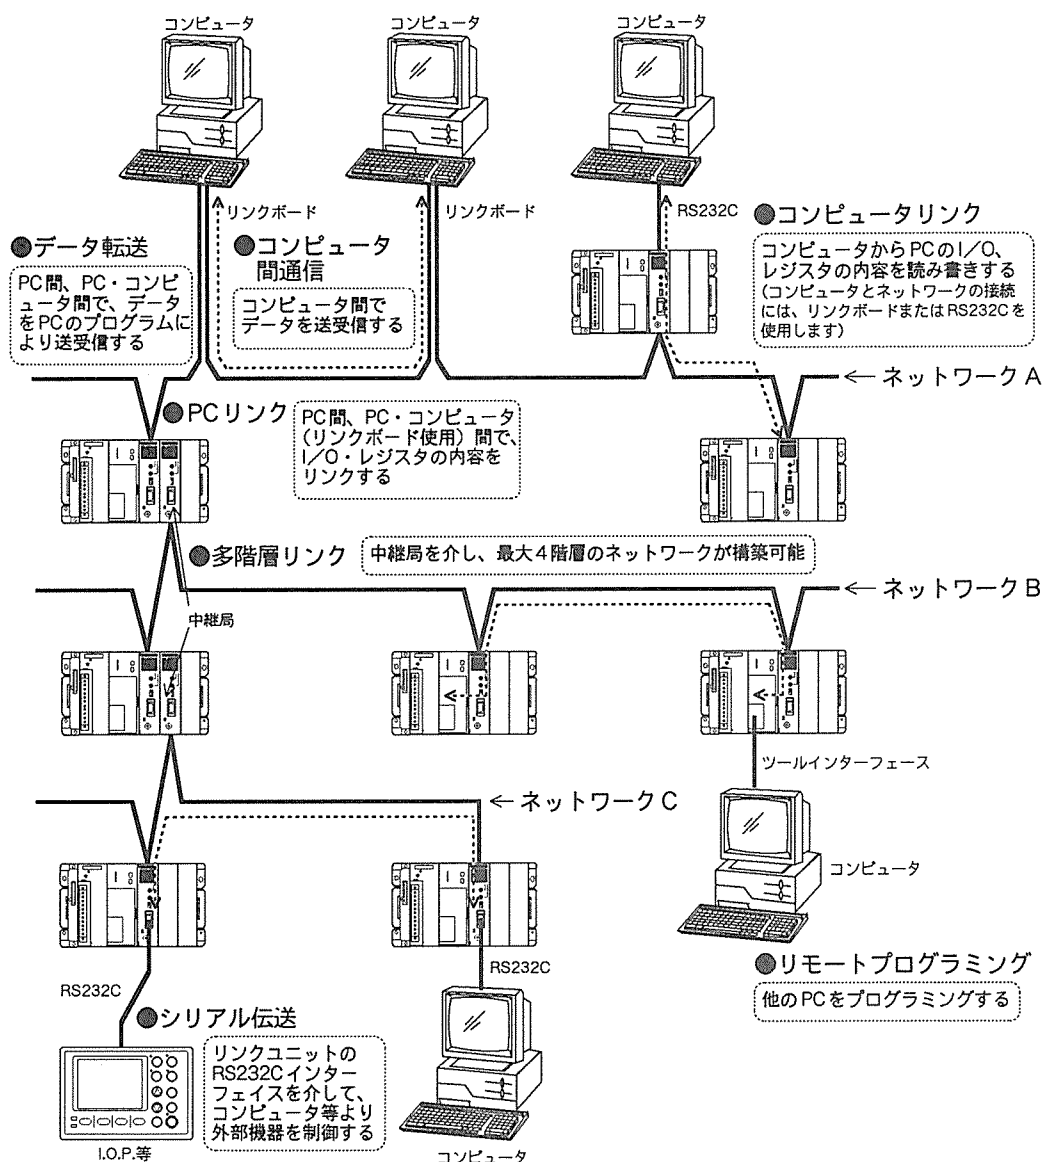 コンピュータ
コンピュータ
コンピュータ
リンクボード
リンクボード
RS232C
●データ転送
PC間、PC・コンピ
ュータ間で、データ
をPCのプログラムに
より送受信する
●コンピュータ
間通信
コンピュータ間で
データを送受信する
●コンピュータリンク
コンピュータからPCのI/O、
レジスタの内容を読み書きする
(コンピュータとネットワークの接続
には、リンクボードまたはRS232Cを
使用します)
←ネットワークA
●PCリンク
PC間、PC・コンピュータ
(リンクボード使用)間で、
I/O・レジスタの内容を
リンクする
●多階層リンク
中継局を介し、最大4階層のネットワークが構築可能
←ネットワークB
中継局
ツールインターフェース
←ネットワークC
コンピュータ
●リモートプログラミング
他のPCをプログラミングする
RS232C
RS232C
●シリアル伝送
リンクユニットの
RS232Cインター
フェイスを介して、
コンピュータ等より
外部機器を制御する
I.O.P.等
コンピュータ